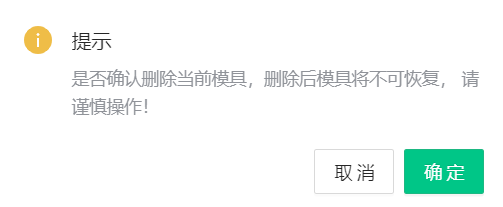 提示
是否确认删除当前模具，删除后模具将不可恢复， 请
谨慎操作！
取消
确定